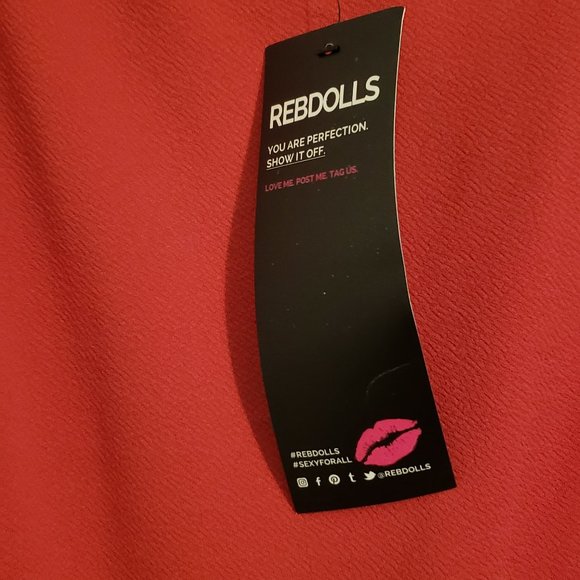 REBDOLLS
YOU ARE PERFECTION.
SHOW IT OFF.
LOVE ME. POST ME. TAG US.
#REBDOLLS
#SEXYFORALL
@REBDOLLS